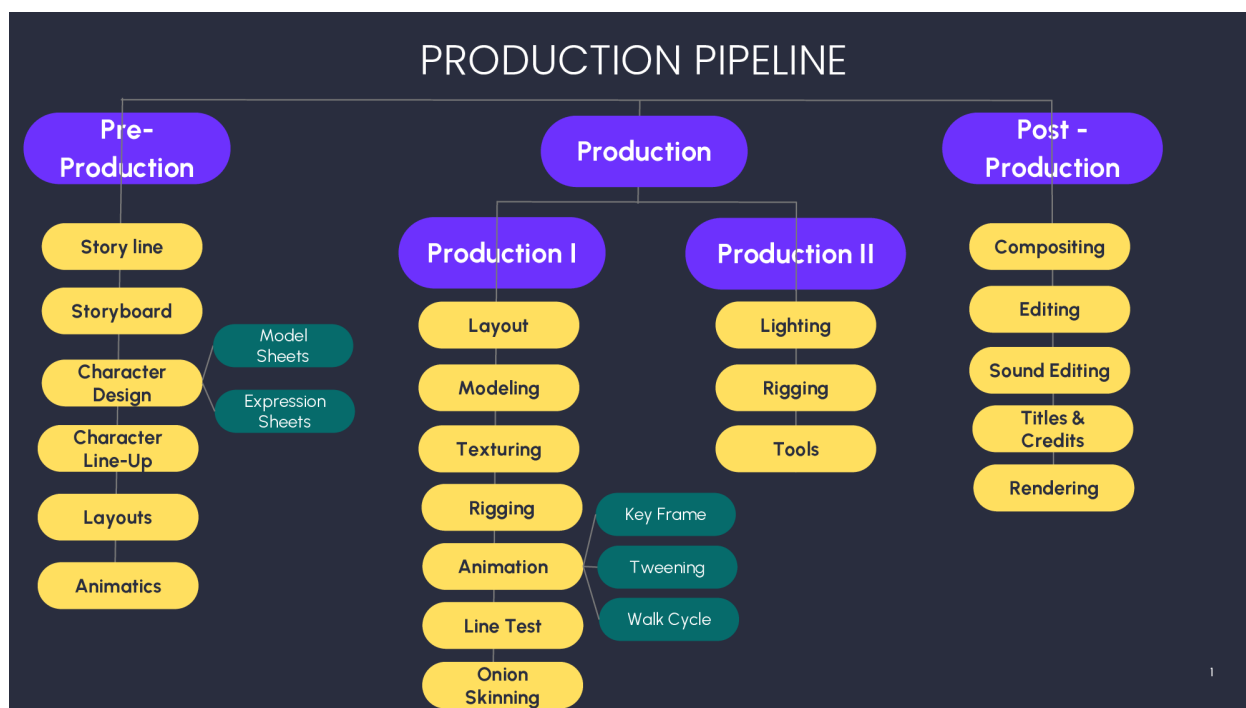 PRODUCTION PIPELINE
Pre-
Production
Story line
Storyboard
Character
Design
Model
Sheets
Expression
Sheets
Character
Line-Up
Layouts
Animatics
Production
Production I
Layout
Modeling
Texturing
Rigging
Animation
Key Frame
Tweening
Walk Cycle
Line Test
Onion
Skinning
Production II
Lighting
Rigging
Tools
Post -
Production
Compositing
Editing
Sound Editing
Titles &
Credits
Rendering
1